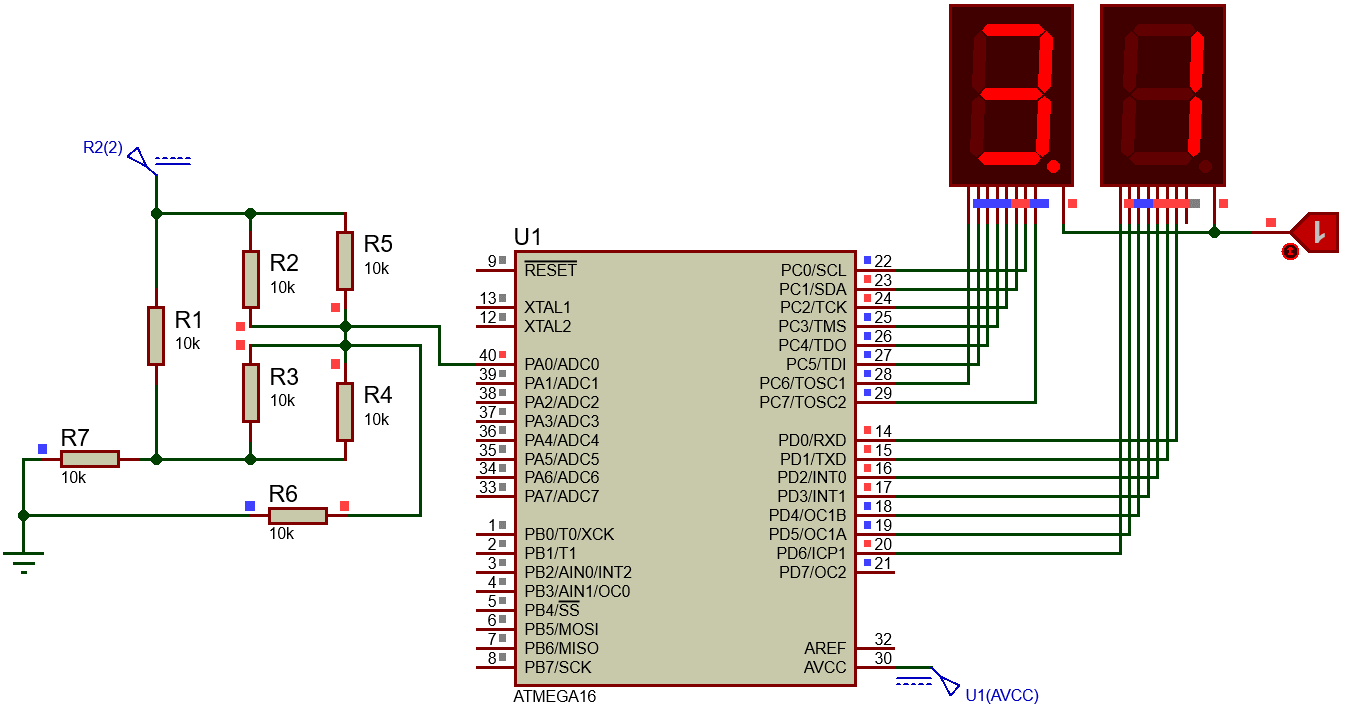 3. 1
R2(2)
R1
10k
R2
10k
R5
10k
R3
10k
R4
10k
R7
10k
R6
10k
U1
9 RESET
13 XTAL1
12 XTAL2
40 PA0/ADC0
39 PA1/ADC1
38 PA2/ADC2
37 PA3/ADC3
36 PA4/ADC4
35 PA5/ADC5
34 PA6/ADC6
33 PA7/ADC7
1 PB0/T0/XCK
2 PB1/T1
3 PB2/AIN0/INT2
4 PB3/AIN1/OC0
5 PB4/SS
6 PB5/MOSI
7 PB6/MISO
8 PB7/SCK
PC0/SCL 22
PC1/SDA 23
PC2/TCK 24
PC3/TMS 25
PC4/TDO 26
PC5/TDI 27
PC6/TOSC1 28
PC7/TOSC2 29
PD0/RXD 14
PD1/TXD 15
PD2/INT0 16
PD3/INT1 17
PD4/OC1B 18
PD5/OC1A 19
PD6/ICP1 20
PD7/OC2 21
AREF 32
AVCC 30
ATMEGA16
U1(AVCC)
1